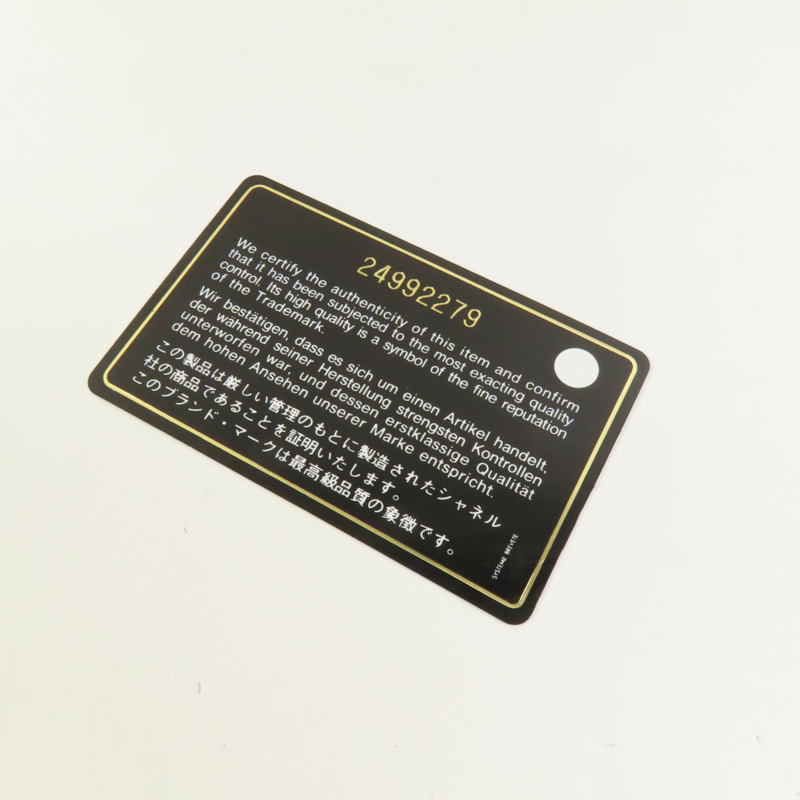 24992279
We certify the authenticity of this item and confirm
that it has been subjected to the most exacting quality
control. Its high quality is a symbol of the fine reputation
of the Trademark.
Wir bestätigen, dass es sich um einen Artikel handelt,
der während seiner Herstellung strengsten Kontrollen
unterworfen war, und dessen erstklassige Qualität
dem hohen Ansehen unserer Marke entspricht.
この製品は厳しい管理のもとに製造されたシャネル
社の商品であることを証明いたします。
このブランド・マークは最高級品質の象徴です。
SYSTEME BREVETE